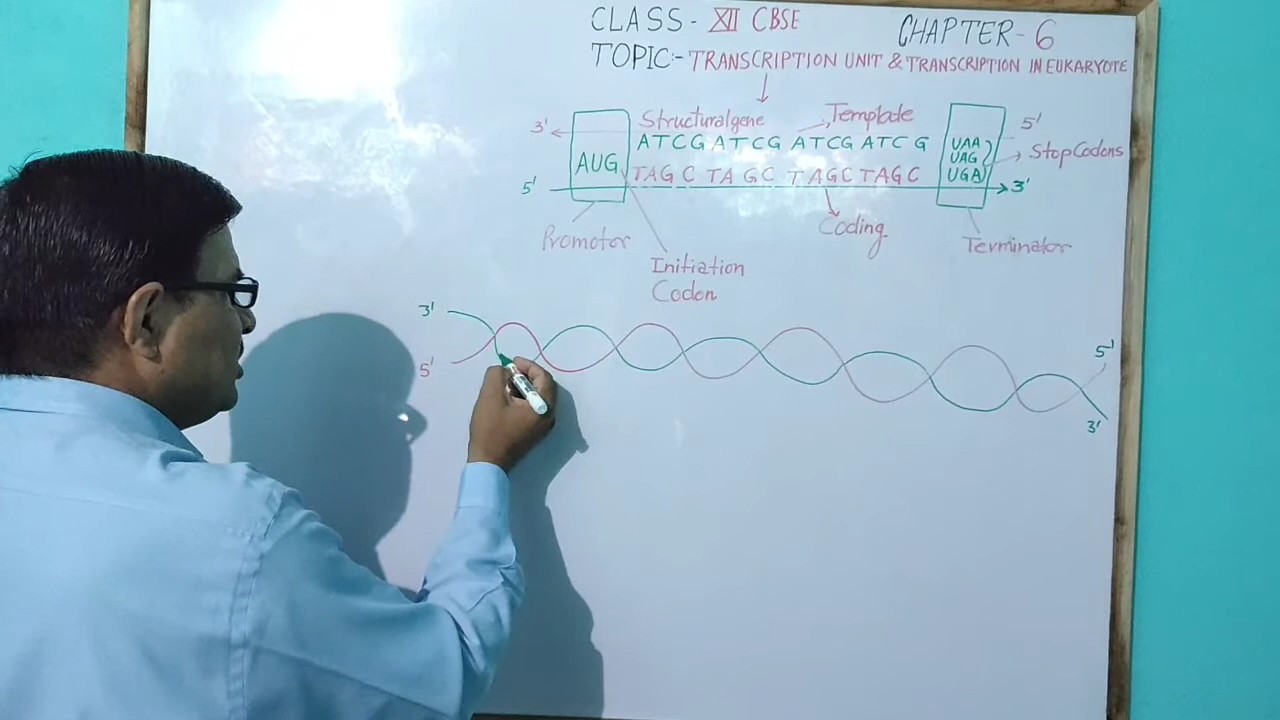 CLASS- XII CBSE CHAPTER-6
TOPIC:- TRANSCRIPTION UNIT & TRANSCRIPTION IN EUKARYOTE
3' Structural gene Template 5'
AUG ATCG ATCG ATCG ATCG UAA
UAG Stop Codons
TAGC TAGC TAGC TAGC UGA
5' 3'
Promotor Coding Terminator
Initiation
Codon
3'
5' 5'
3'